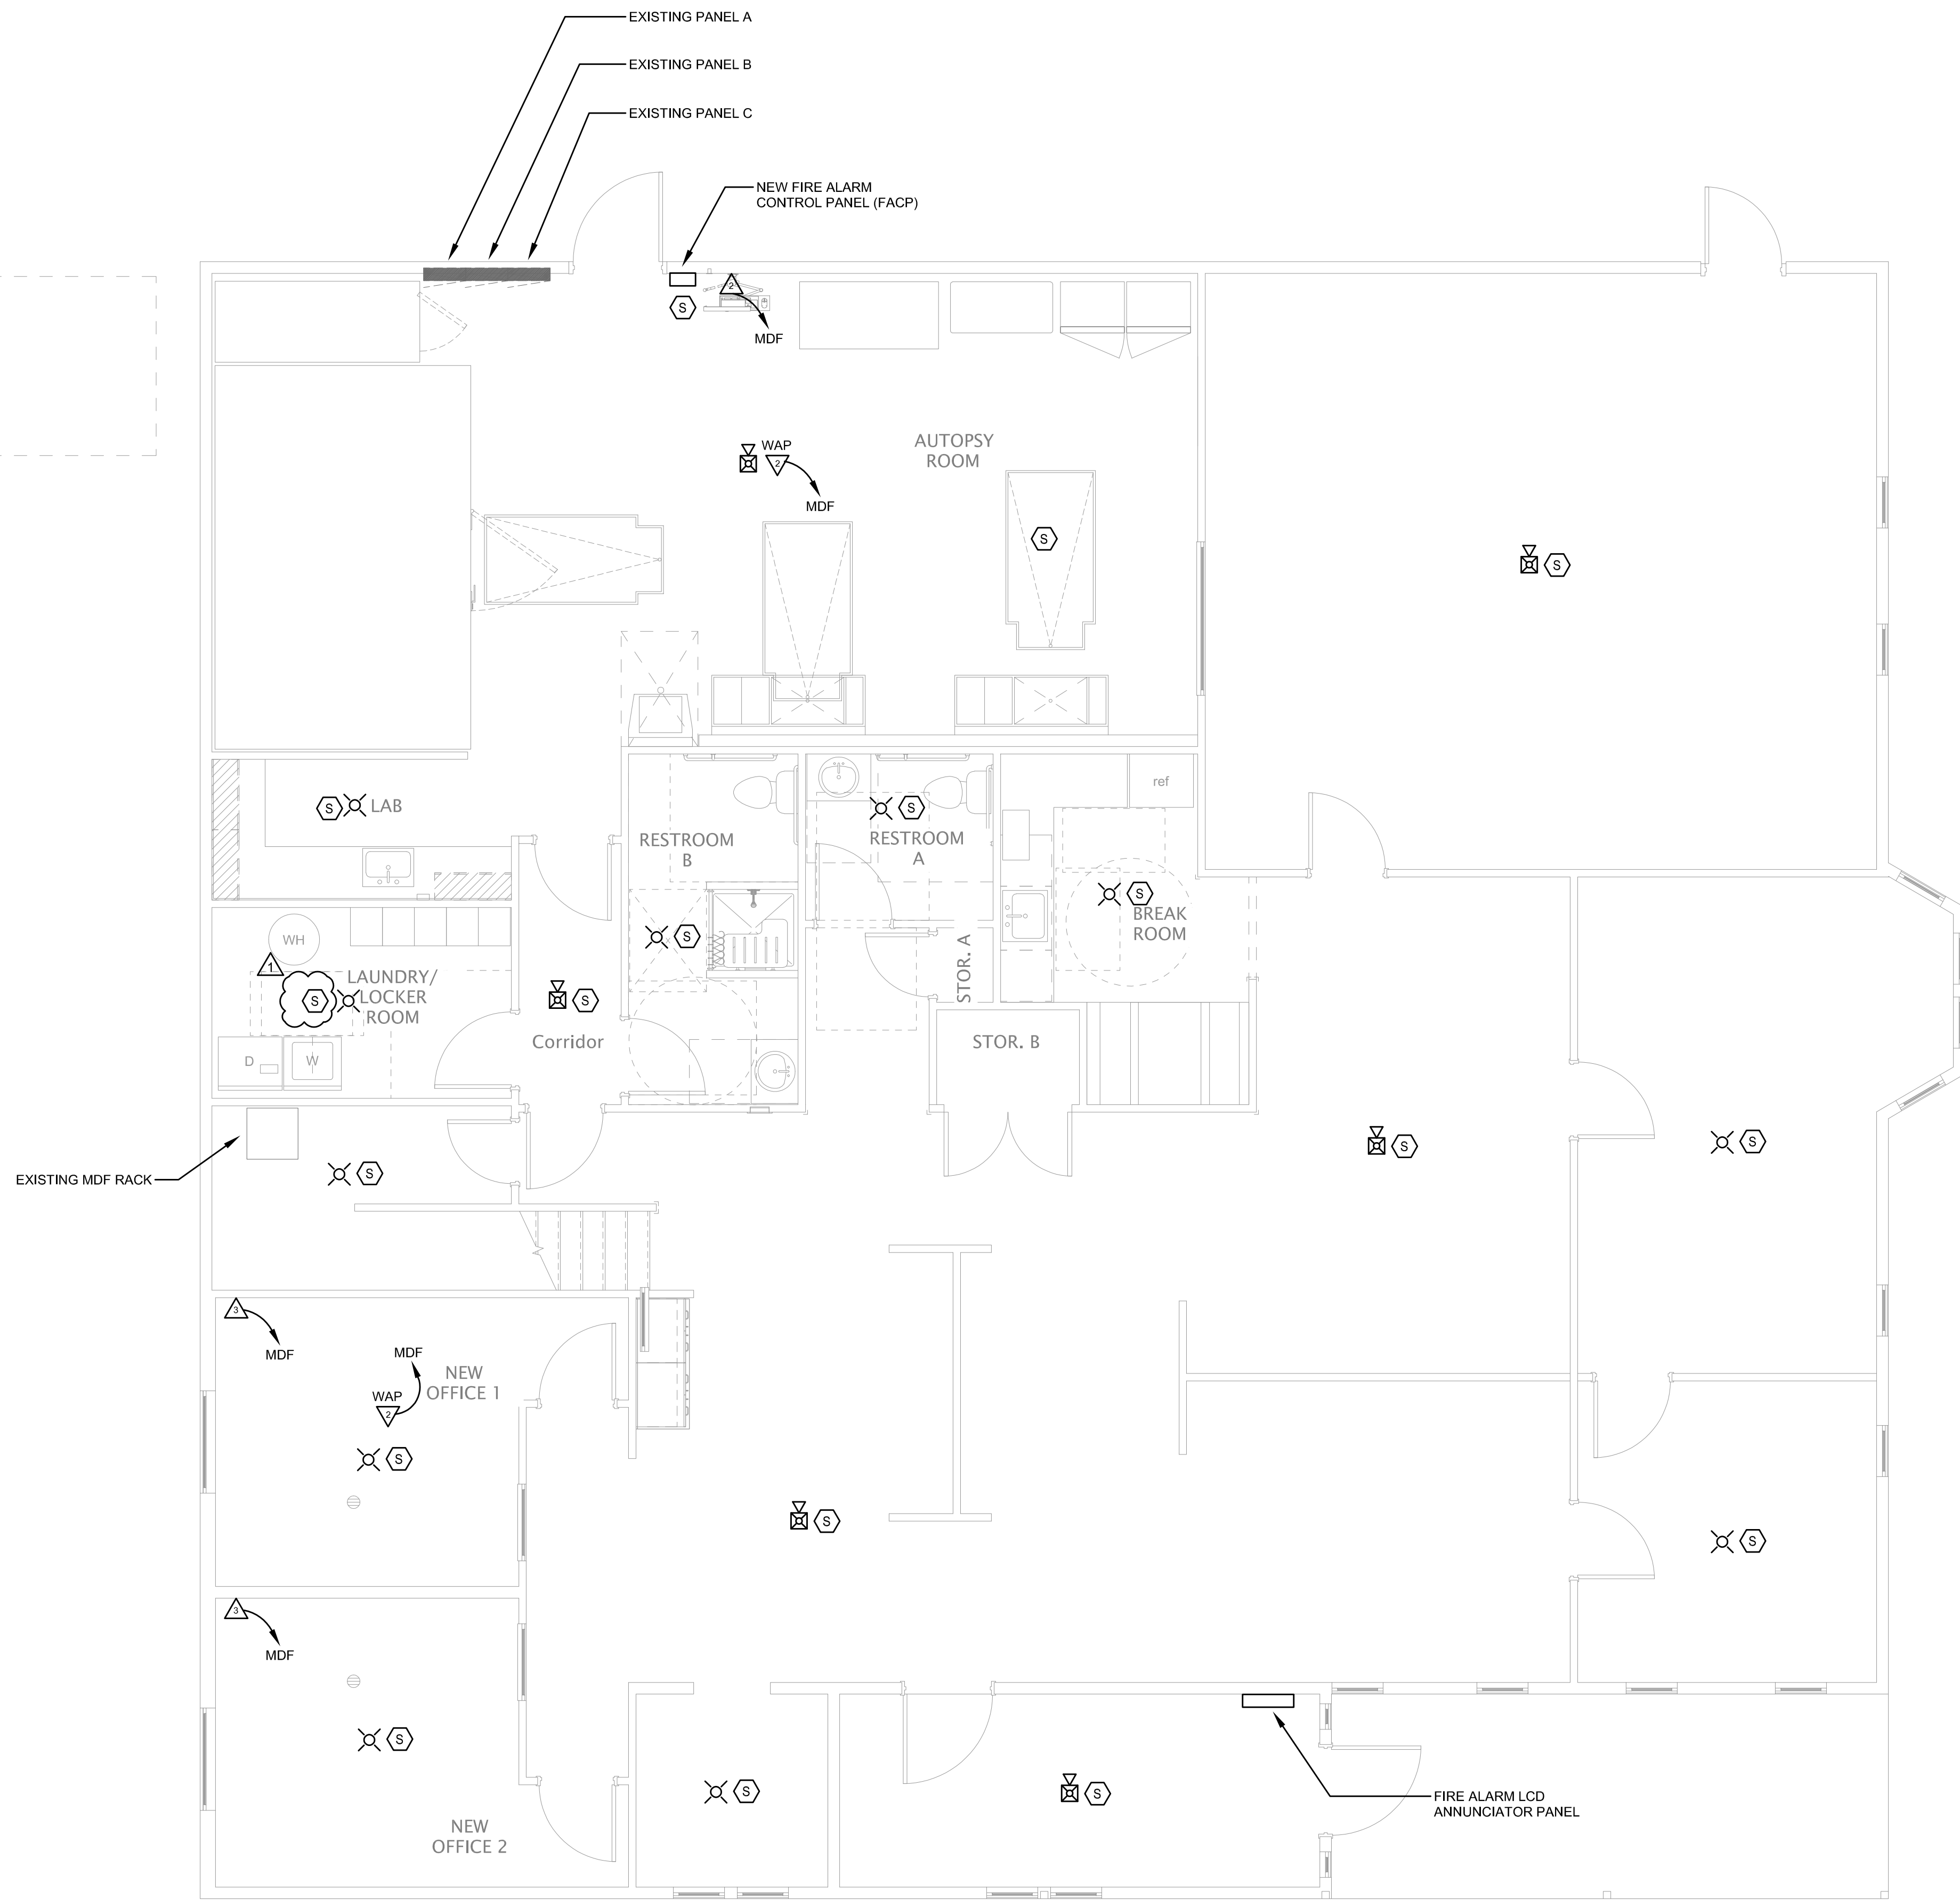 EXISTING PANEL A
EXISTING PANEL B
EXISTING PANEL C
NEW FIRE ALARM
CONTROL PANEL (FACP)
2
S
MDF
AUTOPSY
ROOM
WAP
2
MDF
S
S
ref
S
LAB
S
RESTROOM
A
RESTROOM
B
S
BREAK
ROOM
S
STOR. A
WH
1
LAUNDRY/
LOCKER
ROOM
S
S
Corridor
STOR. B
D
W
S
S
EXISTING MDF RACK
S
3
MDF
MDF
NEW
OFFICE 1
WAP
2
S
S
S
3
MDF
S
NEW
OFFICE 2
S
S
FIRE ALARM LCD
ANNUNCIATOR PANEL